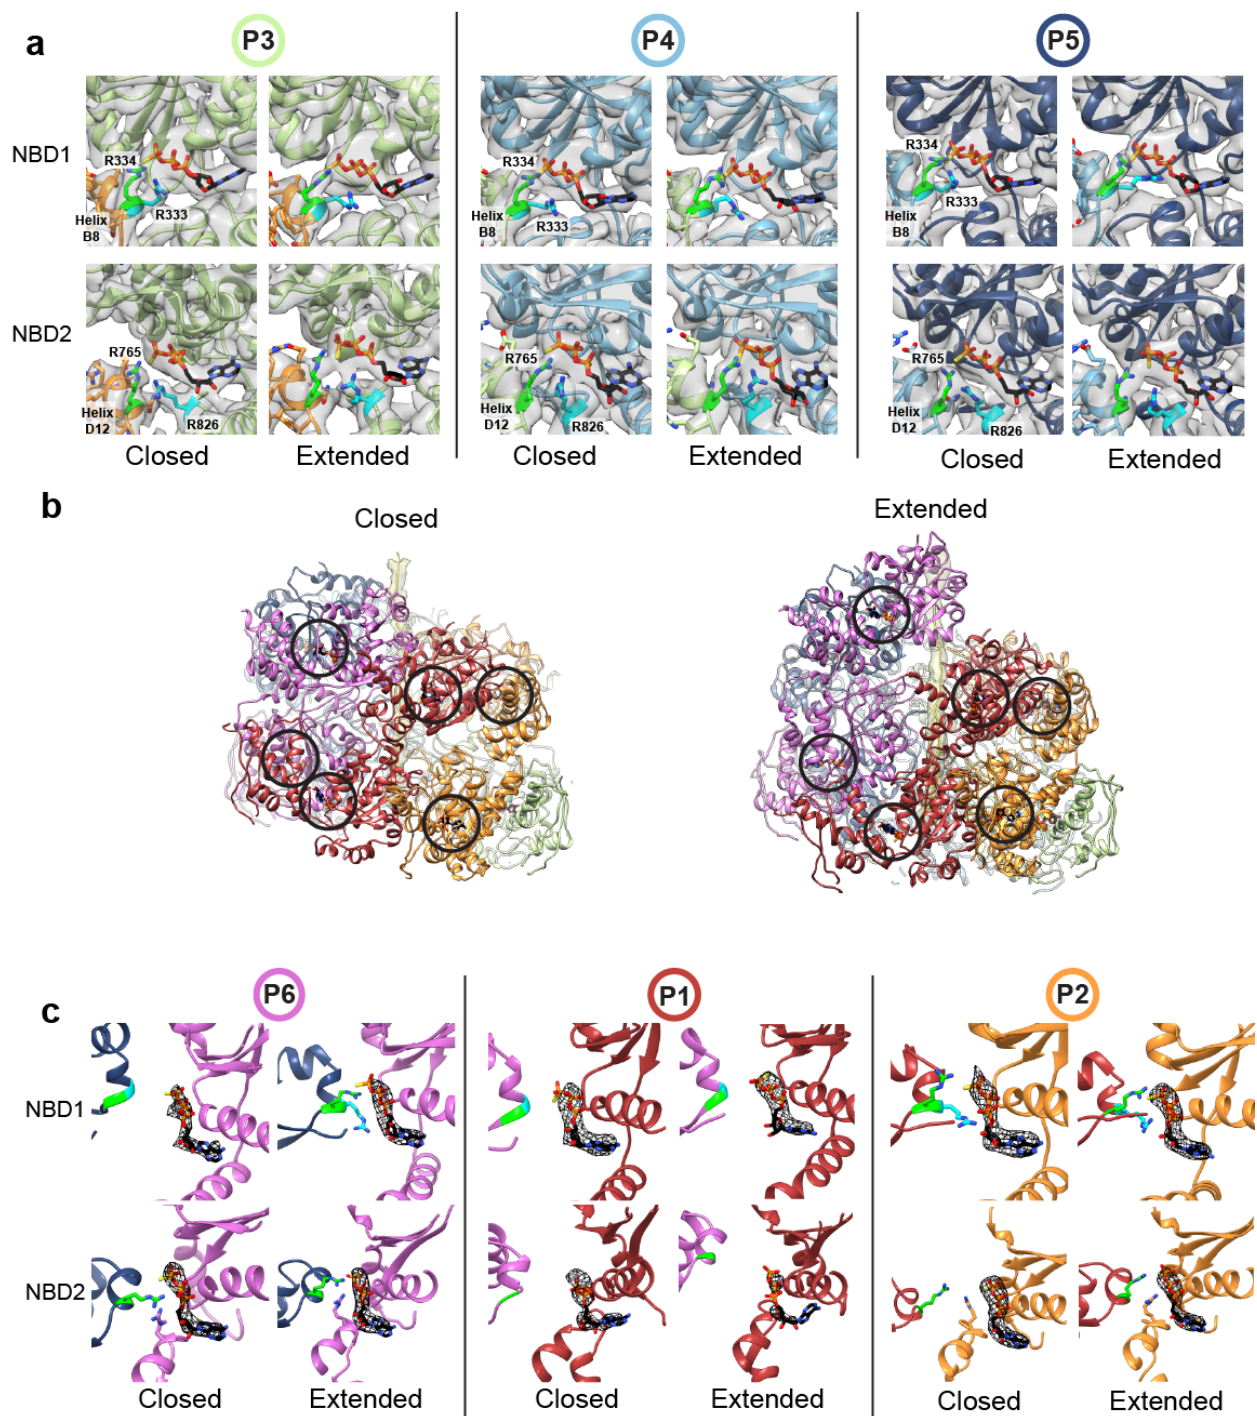 a
P3 P4 P5
NBD1
R334 R334 R334
R333 R333 R333
Helix B8 Helix B8 Helix B8
NBD2
R765 R765 R765
Helix D12 Helix D12 Helix D12
R826 R826 R826
Closed Extended Closed Extended Closed Extended
b
Closed Extended
c
P6 P1 P2
NBD1
NBD2
Closed Extended Closed Extended Closed Extended